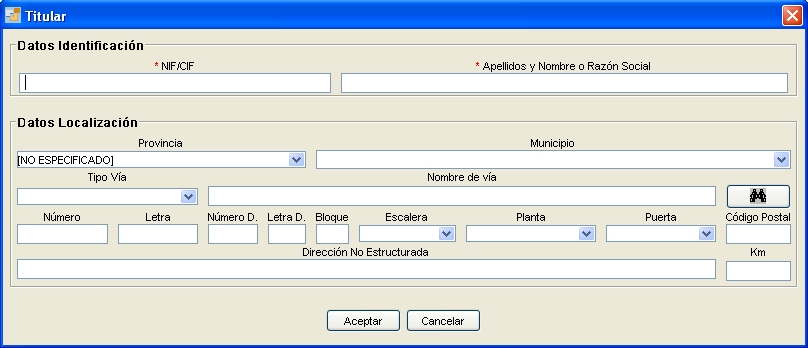 Titular
Datos Identificación
* NIF/CIF * Apellidos y Nombre o Razón Social
Datos Localización
Provincia Municipio
[NO ESPECIFICADO]
Tipo Vía Nombre de vía
Número Letra Número D. Letra D. Bloque Escalera Planta Puerta Código Postal
Dirección No Estructurada Km
Aceptar Cancelar